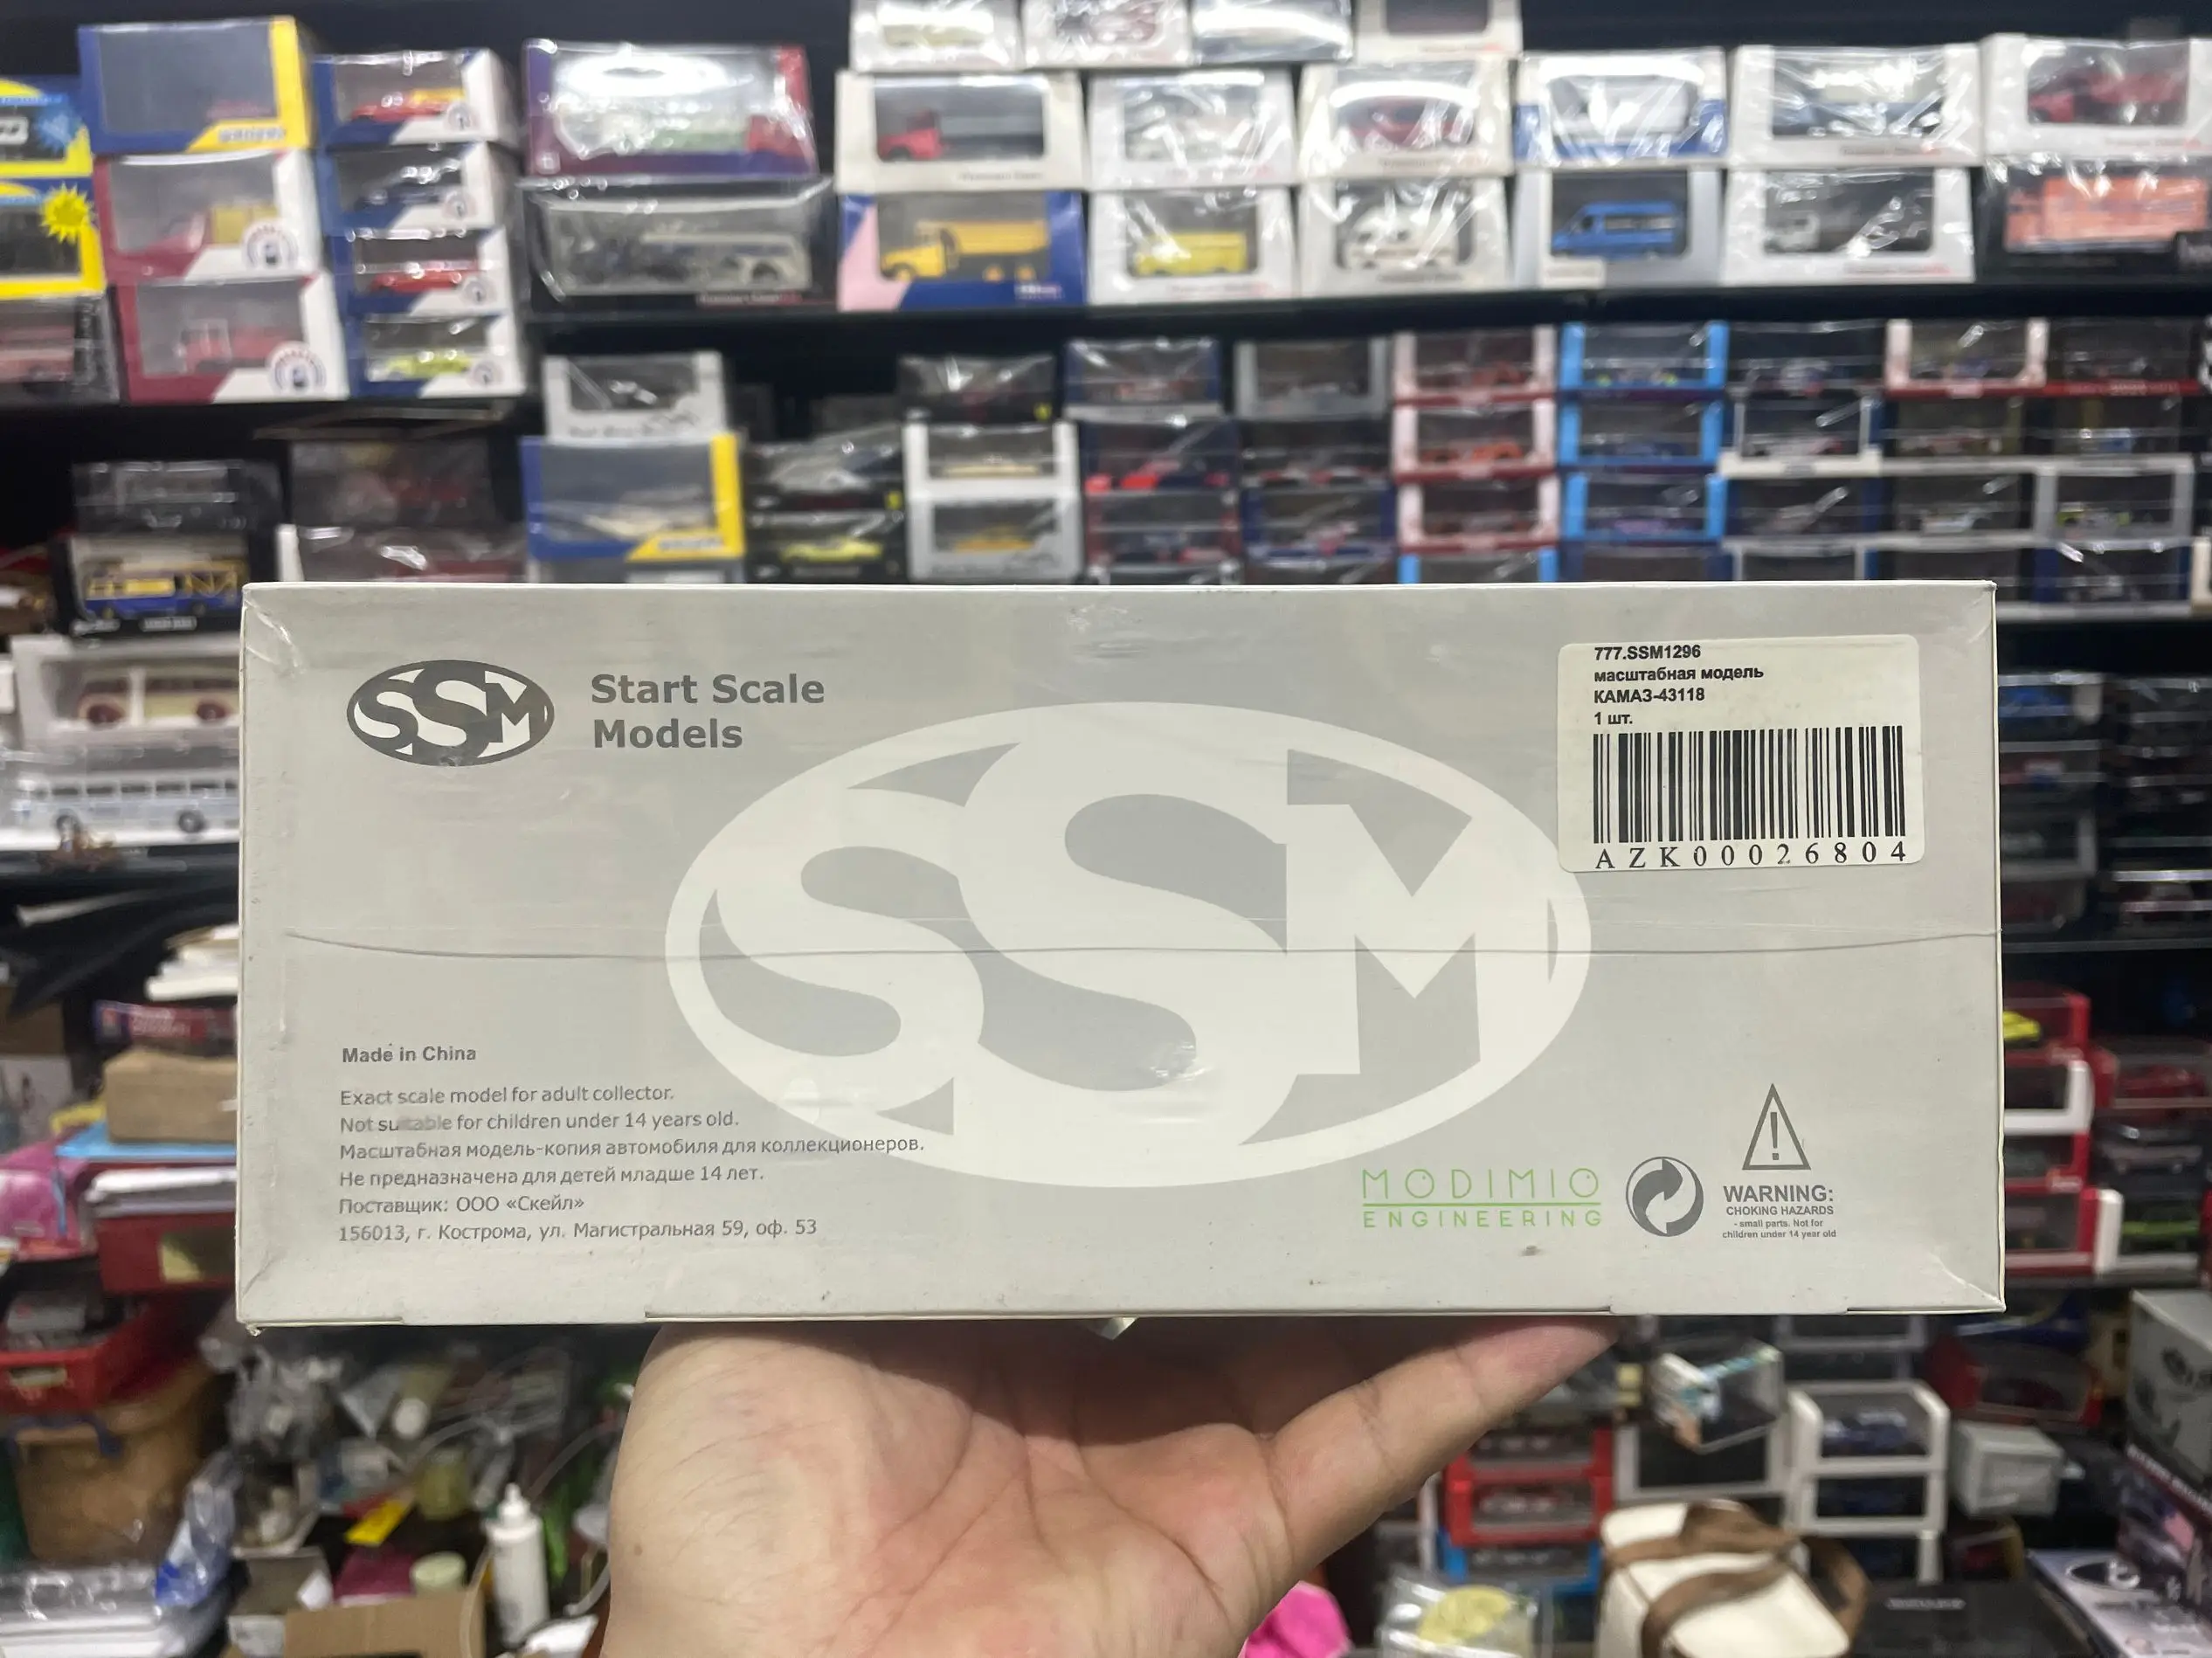 SSM
Start Scale
Models
777.SSM1296
масштабная модель
КАМАЗ-43118
1 шт.
AZK00026804
SSM
Made in China
Exact scale model for adult collector.
Not suitable for children under 14 years old.
Масштабная модель-копия автомобиля для коллекционеров.
Не предназначена для детей младше 14 лет.
Поставщик: ООО «Скейл»
156013, г. Кострома, ул. Магистральная 59, оф. 53
MODIMIO
ENGINEERING
WARNING:
CHOKING HAZARDS
- small parts. Not for
children under 14 year old